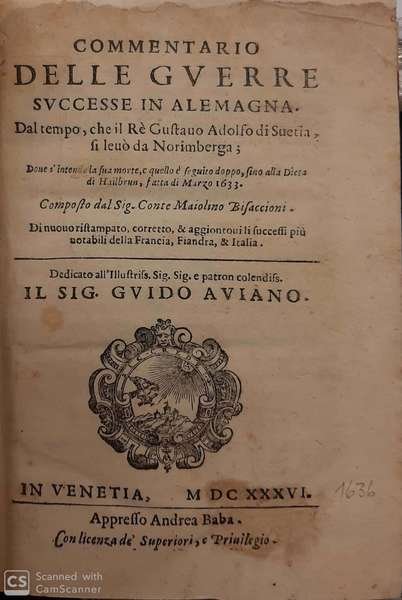 COMMENTARIO
DELLE GVERRE
SVCCESSE IN ALEMAGNA.
Dal tempo, che il Rè Guſtauo Adolfo di Suetia,
ſi leuò da Norimberga;
Doue s'intende la ſua morte, e quello è ſeguito doppo, ſino alla Dieta
di Hailbrun, fatta di Marzo 1633.
Compoſto dal Sig. Conte Maiolino Biſaccioni.
Di nuouo riſtampato, corretto, & aggiontoui li ſucceſſi più
notabili della Francia, Fiandra, & Italia.
Dedicato all'Illuſtriſs. Sig. Sig. e patron colendiſs.
IL SIG. GVIDO AVIANO.
IN VENETIA, M DC XXXVI.
1636
Appreſſo Andrea Baba.
Con licenza de' Superiori, e Priuilegio.
CS Scanned with
CamScanner